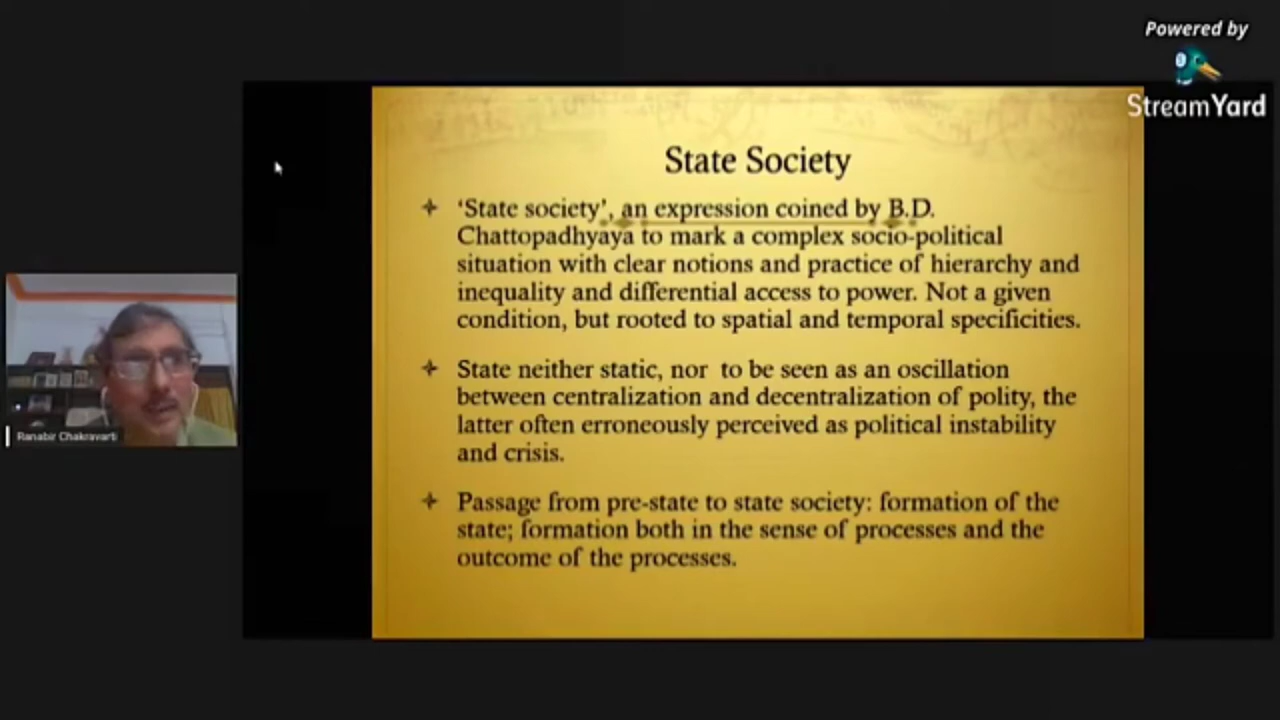 Powered by
StreamYard
State Society
‘State society’, an expression coined by B.D.
Chattopadhyaya to mark a complex socio-political
situation with clear notions and practice of hierarchy and
inequality and differential access to power. Not a given
condition, but rooted to spatial and temporal specificities.
State neither static, nor to be seen as an oscillation
between centralization and decentralization of polity, the
latter often erroneously perceived as political instability
and crisis.
Passage from pre-state to state society: formation of the
state; formation both in the sense of processes and the
outcome of the processes.
Ranabir Chakravarti